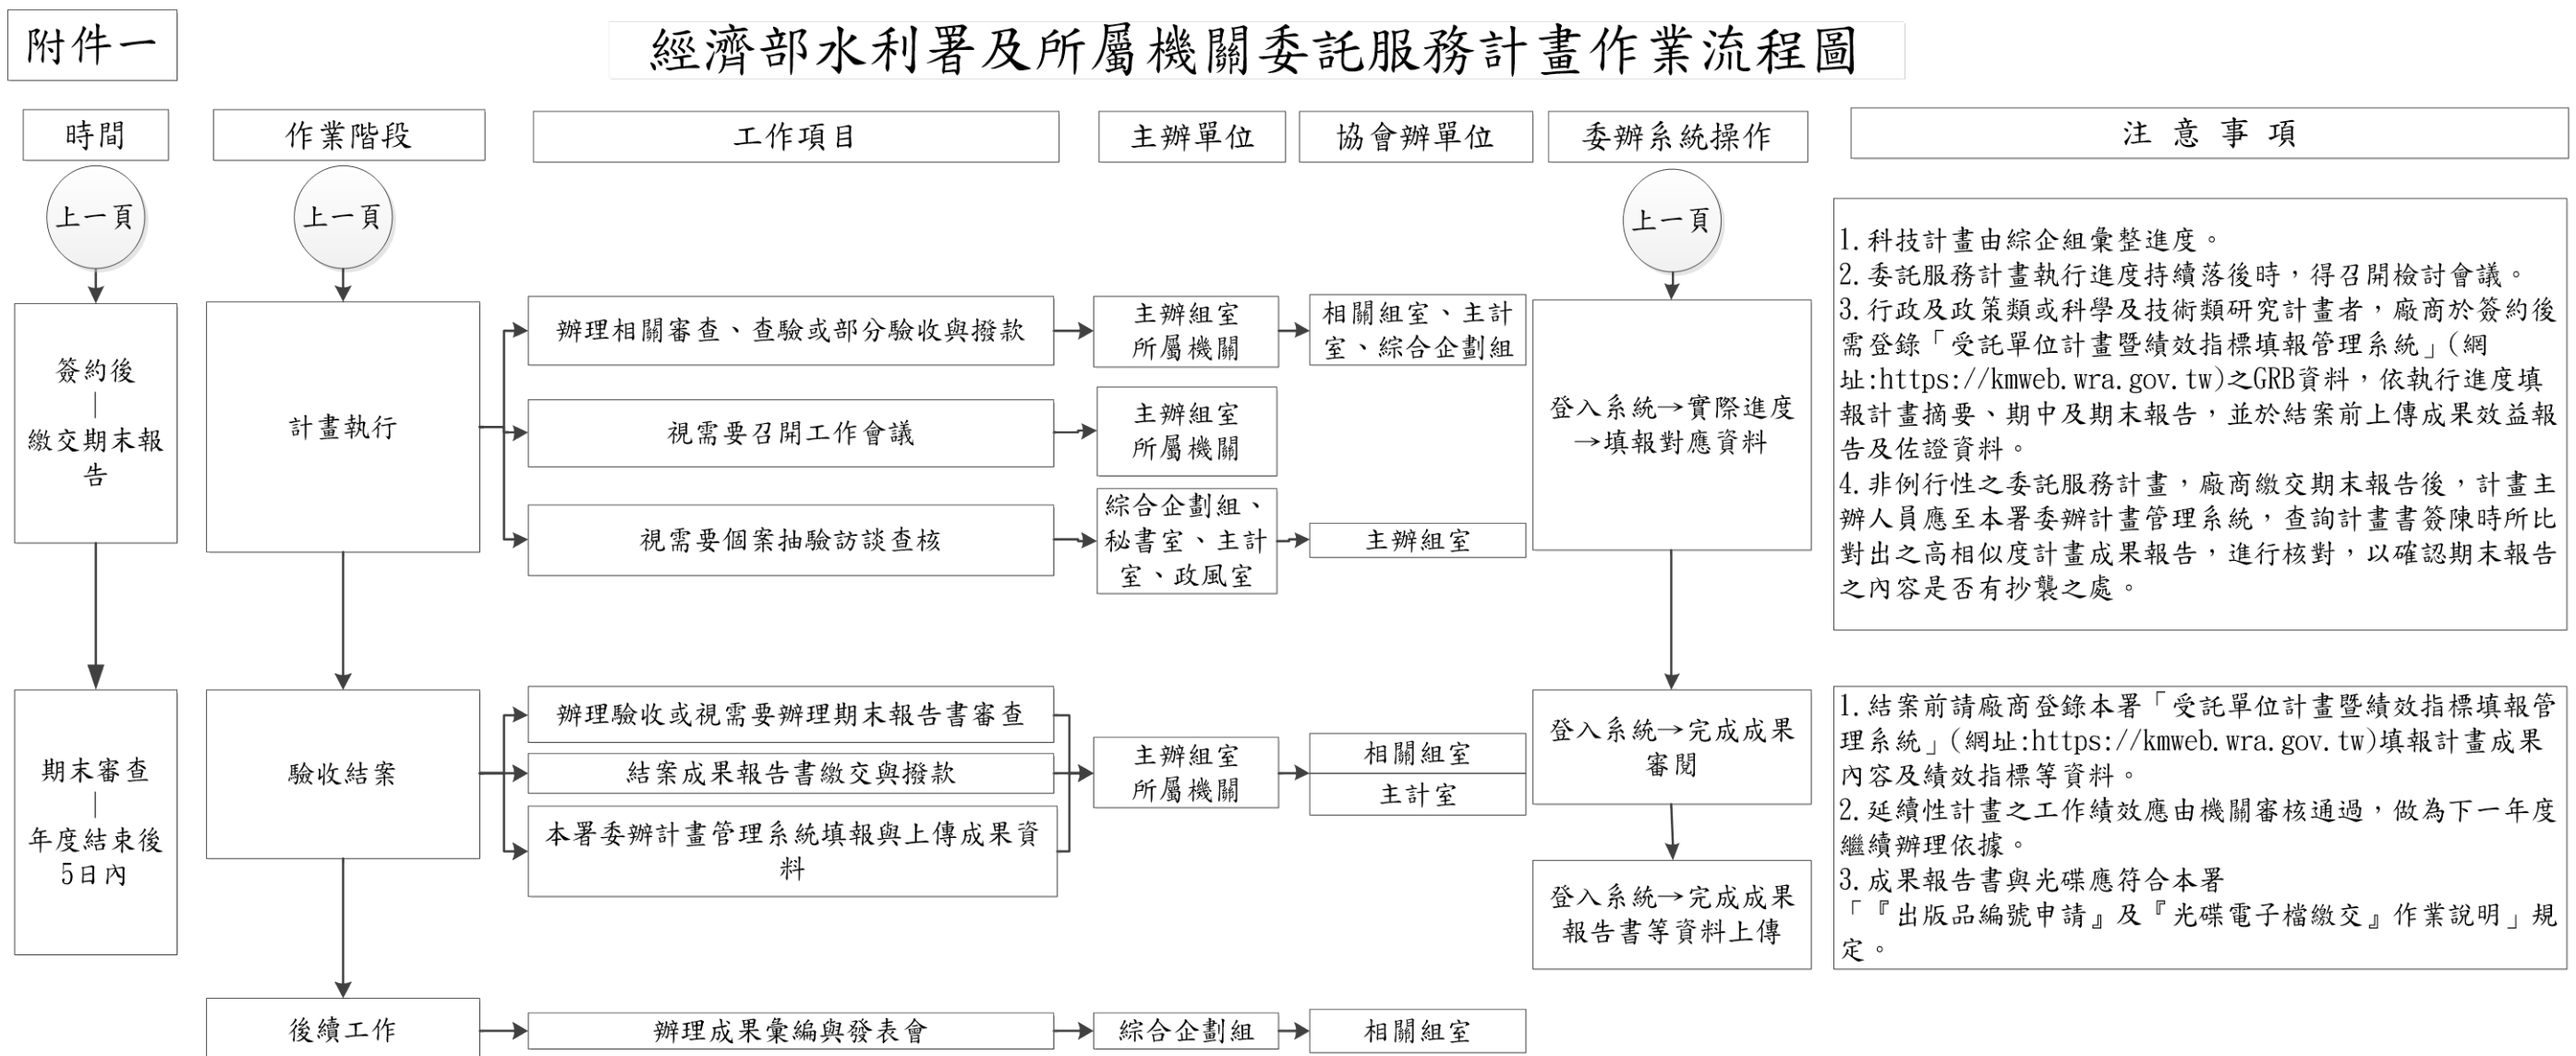 附件一
經濟部水利署及所屬機關委託服務計畫作業流程圖
時間
作業階段
工作項目
主辦單位
協會辦單位
委辦系統操作
注意事項
上一頁
上一頁
上一頁
簽約後
|
繳交期末報
告
計畫執行
辦理相關審查、查驗或部分驗收與撥款
主辦組室
所屬機關
相關組室、主計
室、綜合企劃組
視需要召開工作會議
主辦組室
所屬機關
視需要個案抽驗訪談查核
綜合企劃組、
秘書室、主計
室、政風室
主辦組室
登入系統→實際進度
→填報對應資料
1.科技計畫由綜企組彙整進度。
2.委託服務計畫執行進度持續落後時，得召開檢討會議。
3.行政及政策類或科學及技術類研究計畫者，廠商於簽約後
需登錄「受託單位計畫暨績效指標填報管理系統」(網
址:https://kmweb.wra.gov.tw)之GRB資料，依執行進度填
報計畫摘要、期中及期末報告，並於結案前上傳成果效益報
告及佐證資料。
4.非例行性之委託服務計畫，廠商繳交期末報告後，計畫主
辦人員應至本署委辦計畫管理系統，查詢計畫書簽陳時所比
對出之高相似度計畫成果報告，進行核對，以確認期末報告
之內容是否有抄襲之處。
期末審查
|
年度結束後
5日內
驗收結案
辦理驗收或視需要辦理期末報告書審查
結案成果報告書繳交與撥款
本署委辦計畫管理系統填報與上傳成果資
料
主辦組室
所屬機關
相關組室
主計室
登入系統→完成成果
審閱
登入系統→完成成果
報告書等資料上傳
1.結案前請廠商登錄本署「受託單位計畫暨績效指標填報管
理系統」(網址:https://kmweb.wra.gov.tw)填報計畫成果
內容及績效指標等資料。
2.延續性計畫之工作績效應由機關審核通過，做為下一年度
繼續辦理依據。
3.成果報告書與光碟應符合本署
「『出版品編號申請』及『光碟電子檔繳交』作業說明」規
定。
後續工作
辦理成果彙編與發表會
綜合企劃組
相關組室